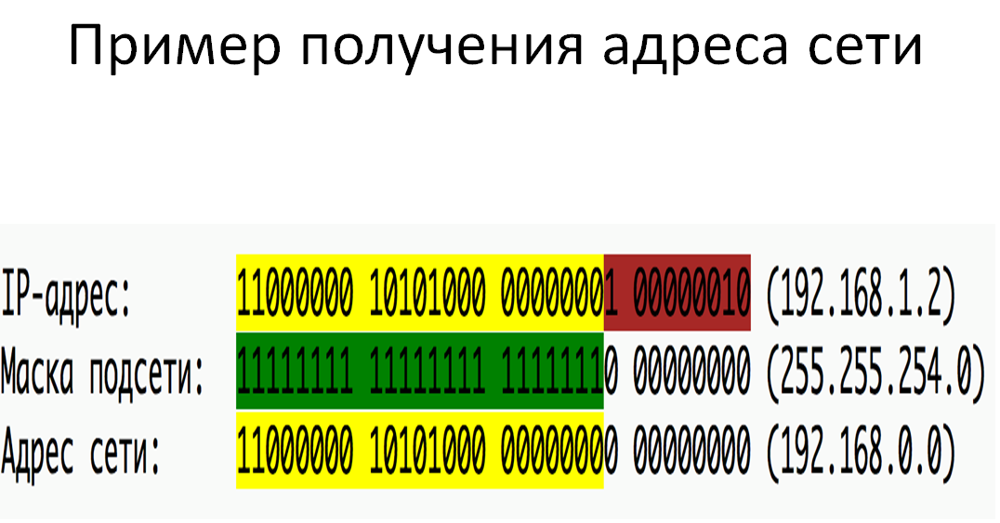 Пример получения адреса сети
IP-адрес: 11000000 10101000 00000001 00000010 (192.168.1.2)
Маска подсети: 11111111 11111111 11111110 00000000 (255.255.254.0)
Адрес сети: 11000000 10101000 00000000 00000000 (192.168.0.0)